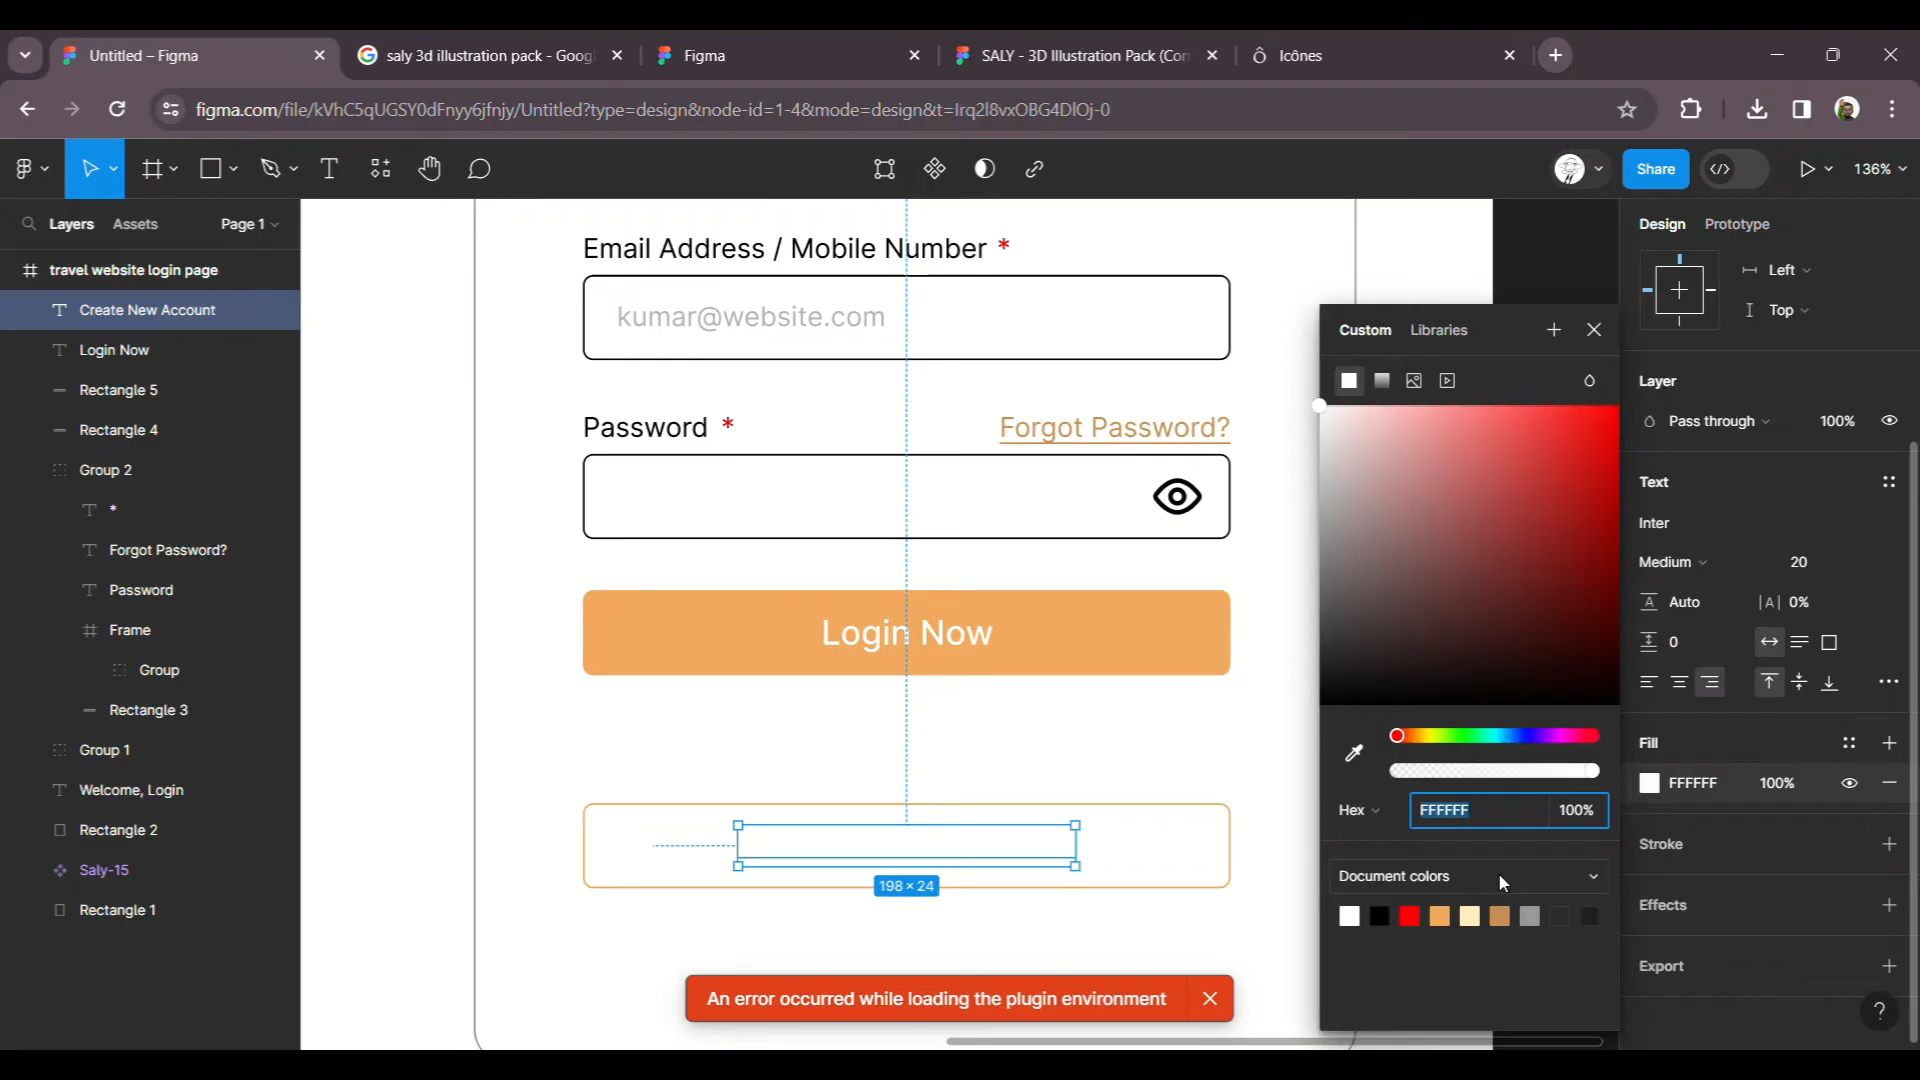 Untitled – Figma
saly 3d illustration pack - Goog
Figma
SALY - 3D Illustration Pack (Con
Icônes
figma.com/file/kVhC5qUGSY0dFnyy6jfnjy/Untitled?type=design&node-id=1-4&mode=design&t=Irq2l8vxOBG4DlOj-0
Share
136%
Layers
Assets
Page 1
travel website login page
Create New Account
Login Now
Rectangle 5
Rectangle 4
Group 2
*
Forgot Password?
Password
Frame
Group
Rectangle 3
Group 1
Welcome, Login
Rectangle 2
Saly-15
Rectangle 1
Email Address / Mobile Number *
kumar@website.com
Password *
Forgot Password?
Login Now
198 × 24
An error occurred while loading the plugin environment
Custom
Libraries
Hex
FFFFFF
100%
Document colors
Design
Prototype
Left
Top
Layer
Pass through
100%
Text
Inter
Medium
20
Auto
0%
0
Fill
FFFFFF
100%
Stroke
Effects
Export
?